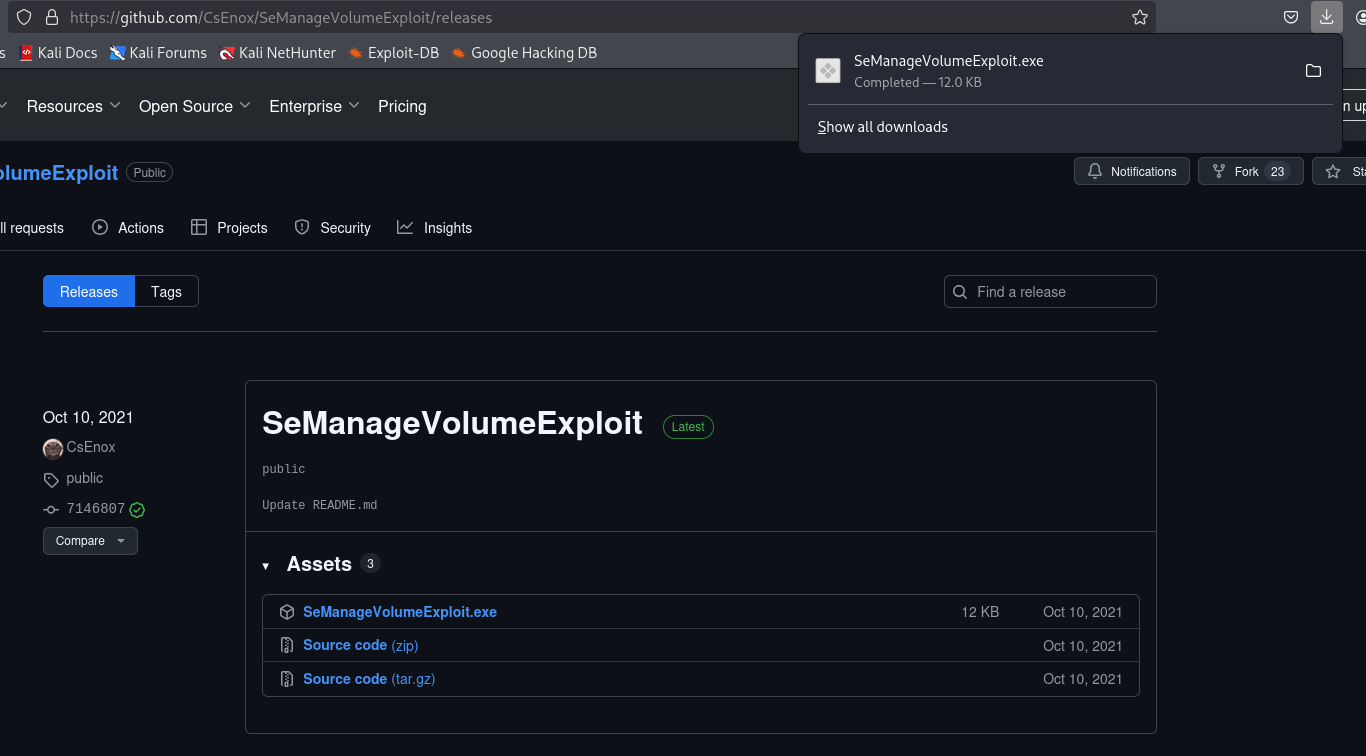 https://github.com/CsEnox/SeManageVolumeExploit/releases
s Kali Docs Kali Forums Kali NetHunter Exploit-DB Google Hacking DB
SeManageVolumeExploit.exe
Completed — 12.0 KB
Show all downloads
Resources Open Source Enterprise Pricing
n up
olumeExploit Public
Notifications Fork 23 Sta
ll requests Actions Projects Security Insights
Releases Tags
Find a release
Oct 10, 2021
CsEnox
public
7146807
Compare
SeManageVolumeExploit Latest
public
Update README.md
Assets 3
SeManageVolumeExploit.exe 12 KB Oct 10, 2021
Source code (zip) Oct 10, 2021
Source code (tar.gz) Oct 10, 2021